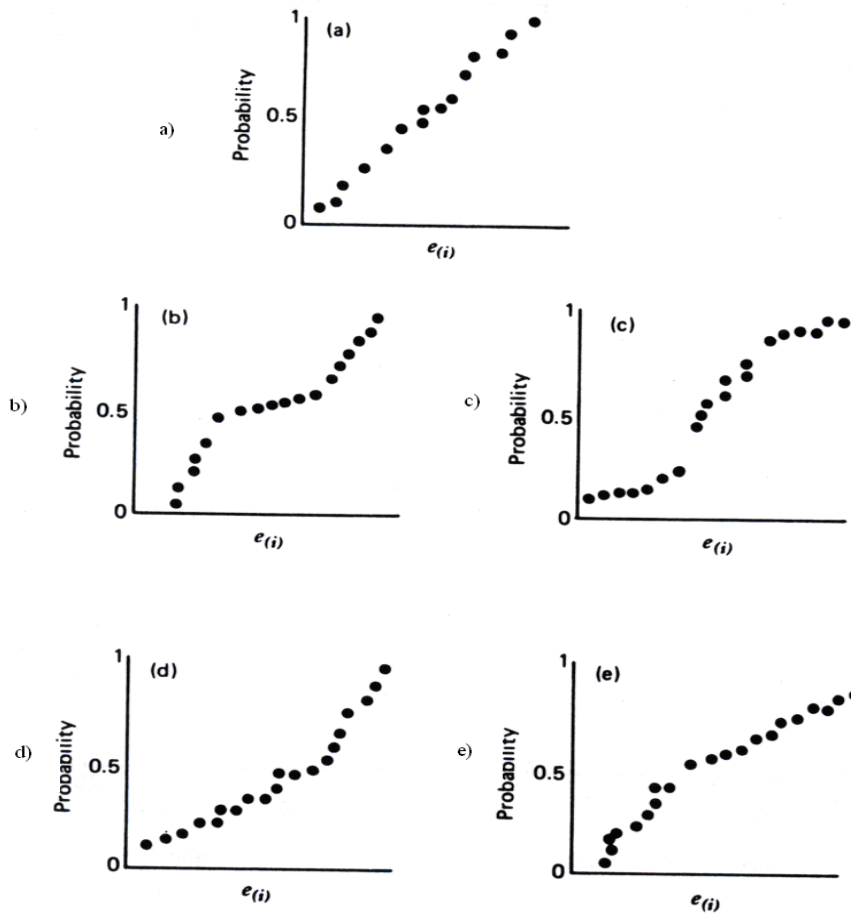 1
(a)
a)
Probability
0.5
0
e(i)
1
(b)
b)
Probability
0.5
0
e(i)
1
(c)
c)
Probability
0.5
0
e(i)
1
(d)
d)
Probability
0.5
0
e(i)
1
(e)
e)
Probability
0.5
0
e(i)